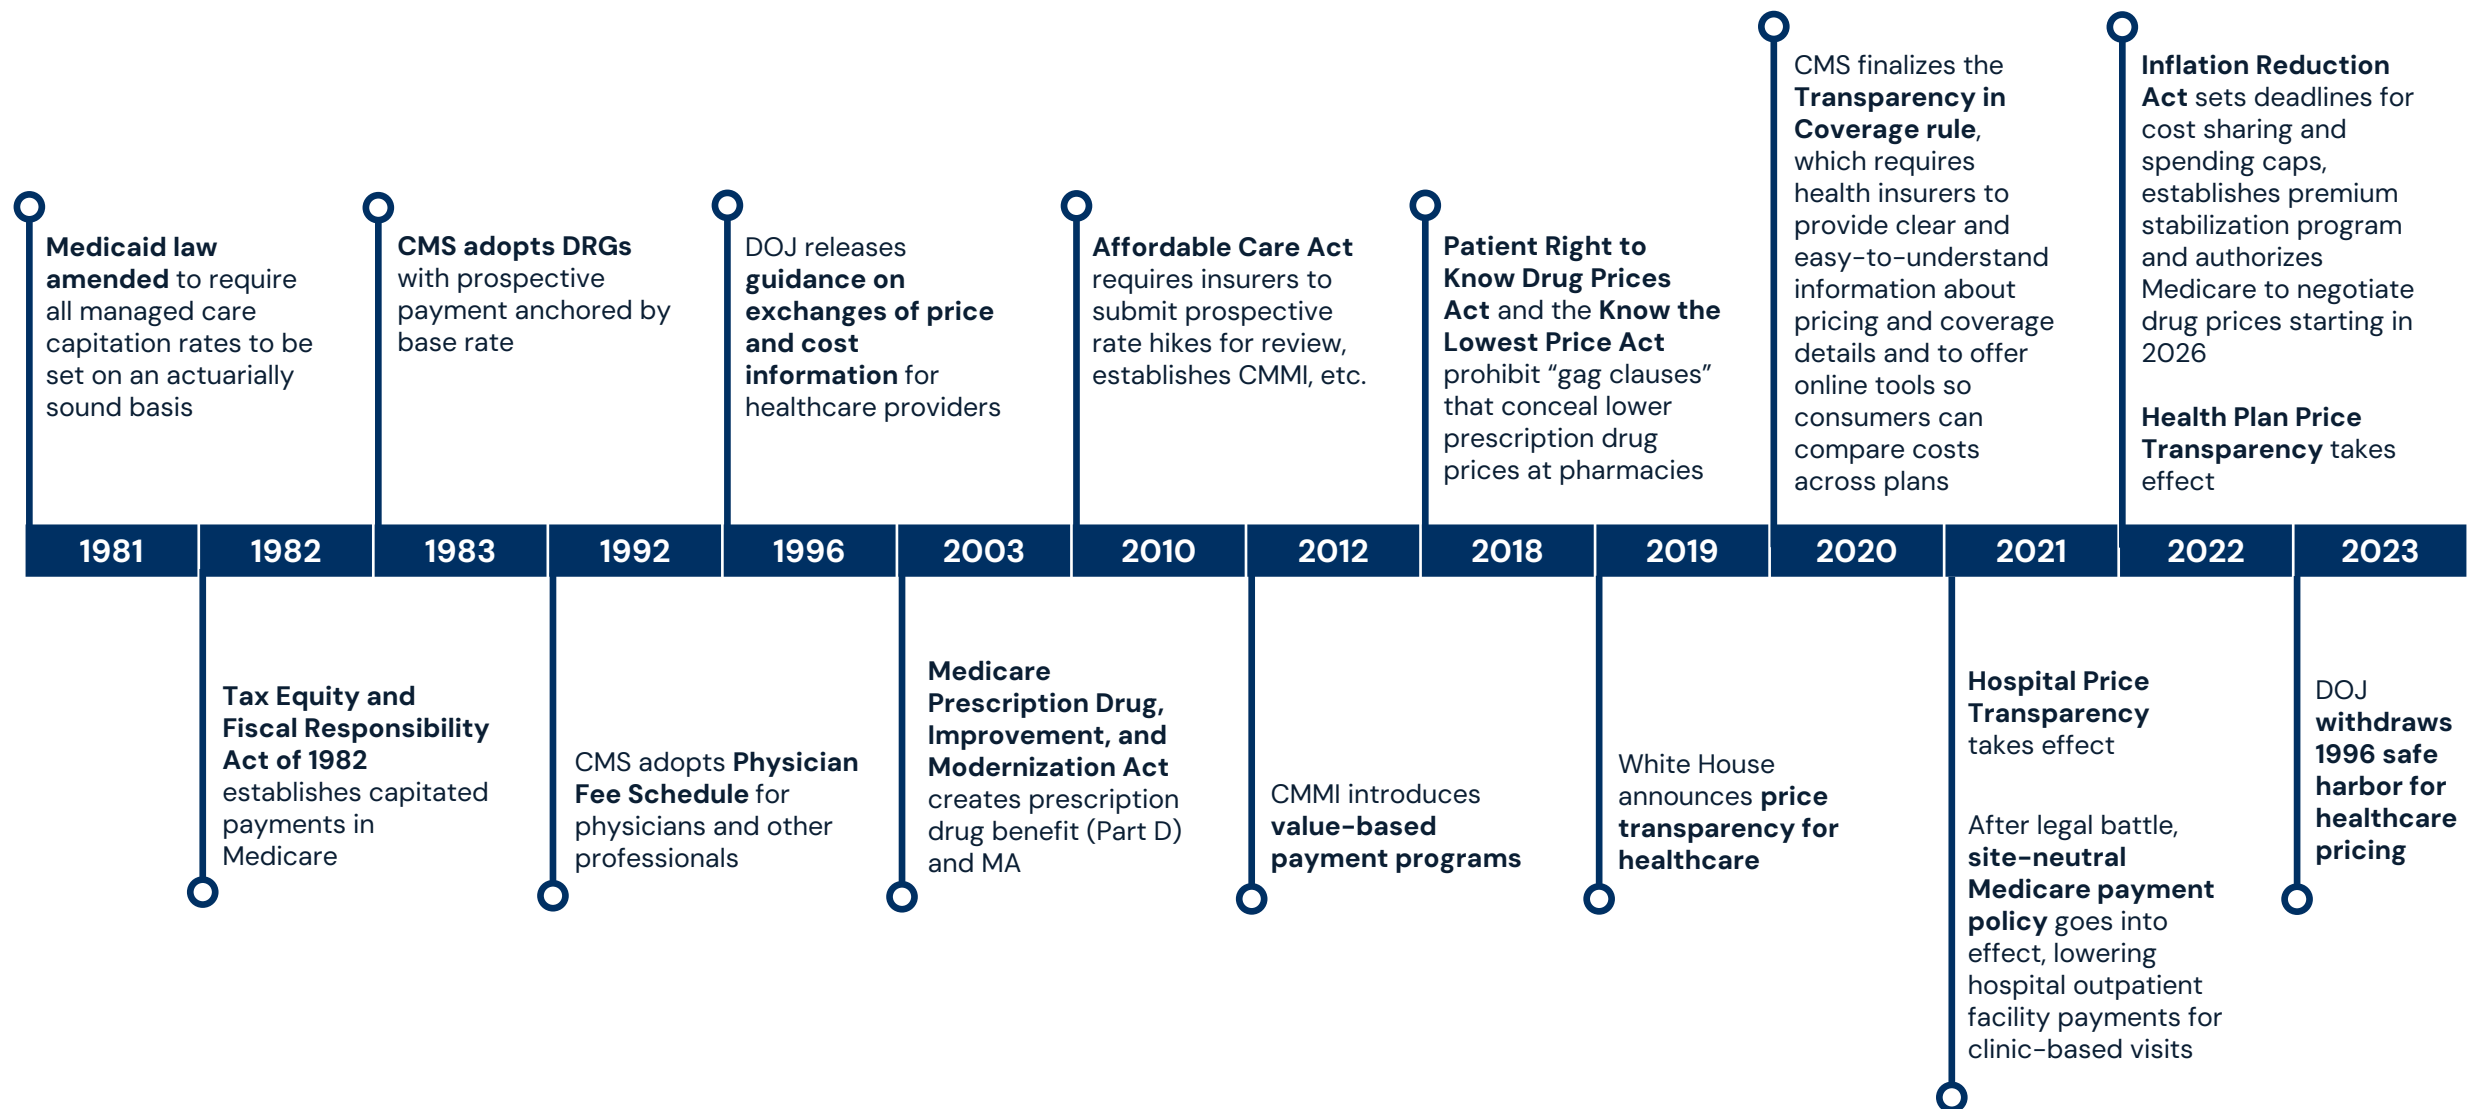 Medicaid law
amended to require
all managed care
capitation rates to be
set on an actuarially
sound basis
CMS adopts DRGs
with prospective
payment anchored by
base rate
DOJ releases
guidance on
exchanges of price
and cost
information for
healthcare providers
Affordable Care Act
requires insurers to
submit prospective
rate hikes for review,
establishes CMMI, etc.
Patient Right to
Know Drug Prices
Act and the Know the
Lowest Price Act
prohibit “gag clauses”
that conceal lower
prescription drug
prices at pharmacies
CMS finalizes the
Transparency in
Coverage rule,
which requires
health insurers to
provide clear and
easy-to-understand
information about
pricing and coverage
details and to offer
online tools so
consumers can
compare costs
across plans
Inflation Reduction
Act sets deadlines for
cost sharing and
spending caps,
establishes premium
stabilization program
and authorizes
Medicare to negotiate
drug prices starting in
2026
Health Plan Price
Transparency takes
effect
1981 1982 1983 1992 1996 2003 2010 2012 2018 2019 2020 2021 2022 2023
Tax Equity and
Fiscal Responsibility
Act of 1982
establishes capitated
payments in
Medicare
CMS adopts Physician
Fee Schedule for
physicians and other
professionals
Medicare
Prescription Drug,
Improvement, and
Modernization Act
creates prescription
drug benefit (Part D)
and MA
CMMI introduces
value-based
payment programs
White House
announces price
transparency for
healthcare
Hospital Price
Transparency
takes effect
After legal battle,
site-neutral
Medicare payment
policy goes into
effect, lowering
hospital outpatient
facility payments for
clinic-based visits
DOJ
withdraws
1996 safe
harbor for
healthcare
pricing